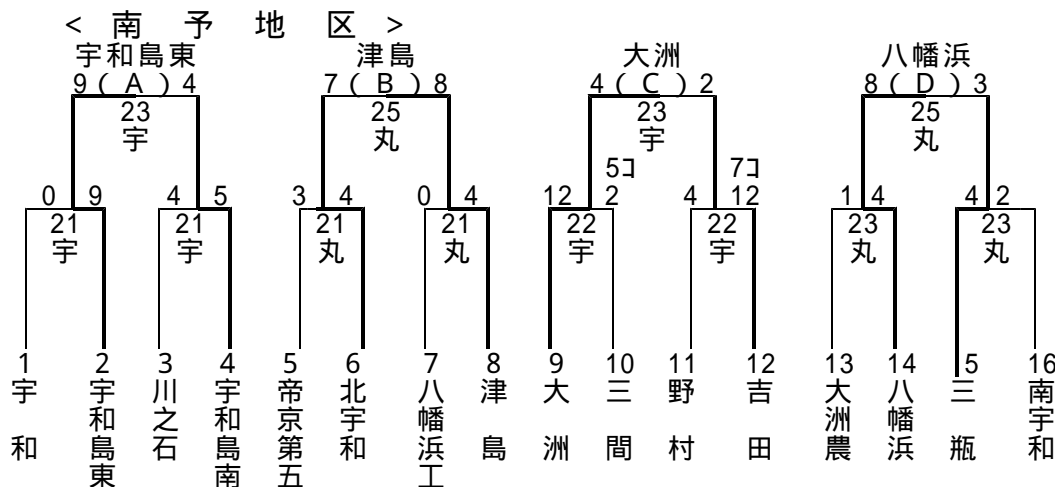 < 南 予 地 区 >
宇和島東 津島 大洲 八幡浜
9 ( A ) 4 7 ( B ) 8 4 ( C ) 2 8 ( D ) 3
23 25 23 25
宇 丸 宇 丸
5コ 7コ
0 9 4 5 3 4 0 4 12 2 4 12 1 4 4 2
21 21 21 21 22 22 23 23
宇 宇 丸 丸 宇 宇 丸 丸
1 2 3 4 5 6 7 8 9 10 11 12 13 14 5 16
宇和
宇和島東
川之石
宇和島南
帝京第五
北宇和
八幡浜工
津島
大洲
三間
野村
吉田
大洲農
八幡浜
三瓶
南宇和